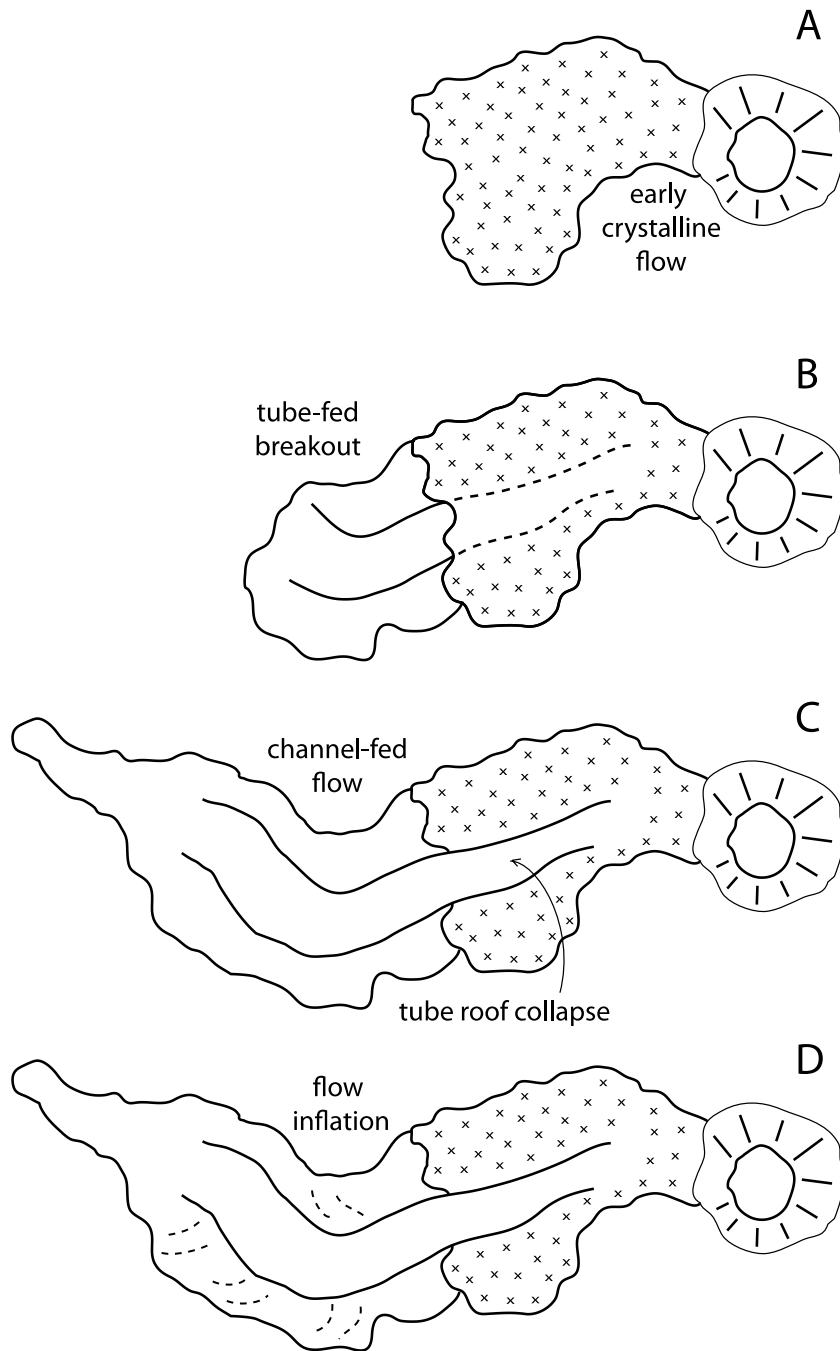 A
early
crystalline
flow
B
tube-fed
breakout
C
channel-fed
flow
tube roof collapse
D
flow
inflation